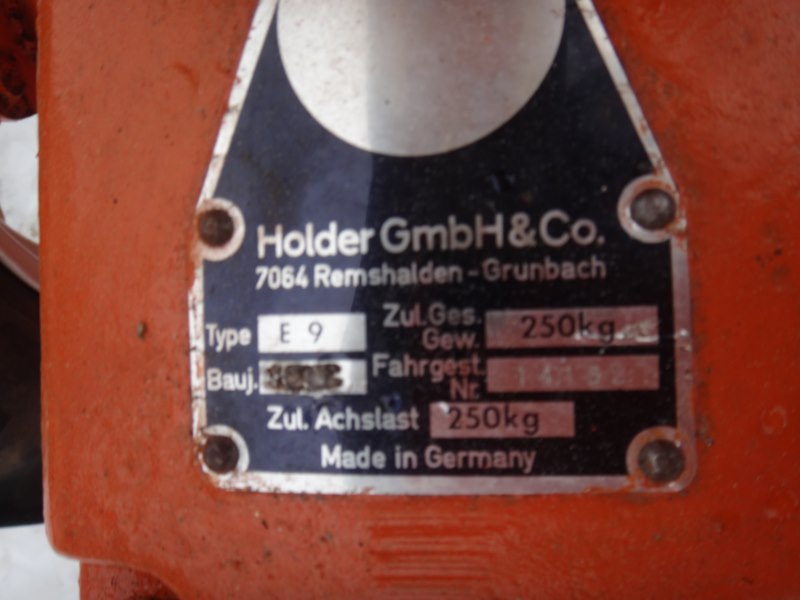 Holder GmbH & Co.
7064 Remshalden - Grunbach
Type E 9 Zul. Ges. Gew. 250kg
Bauj. Fahrgest. Nr.
Zul. Achslast 250kg
Made in Germany